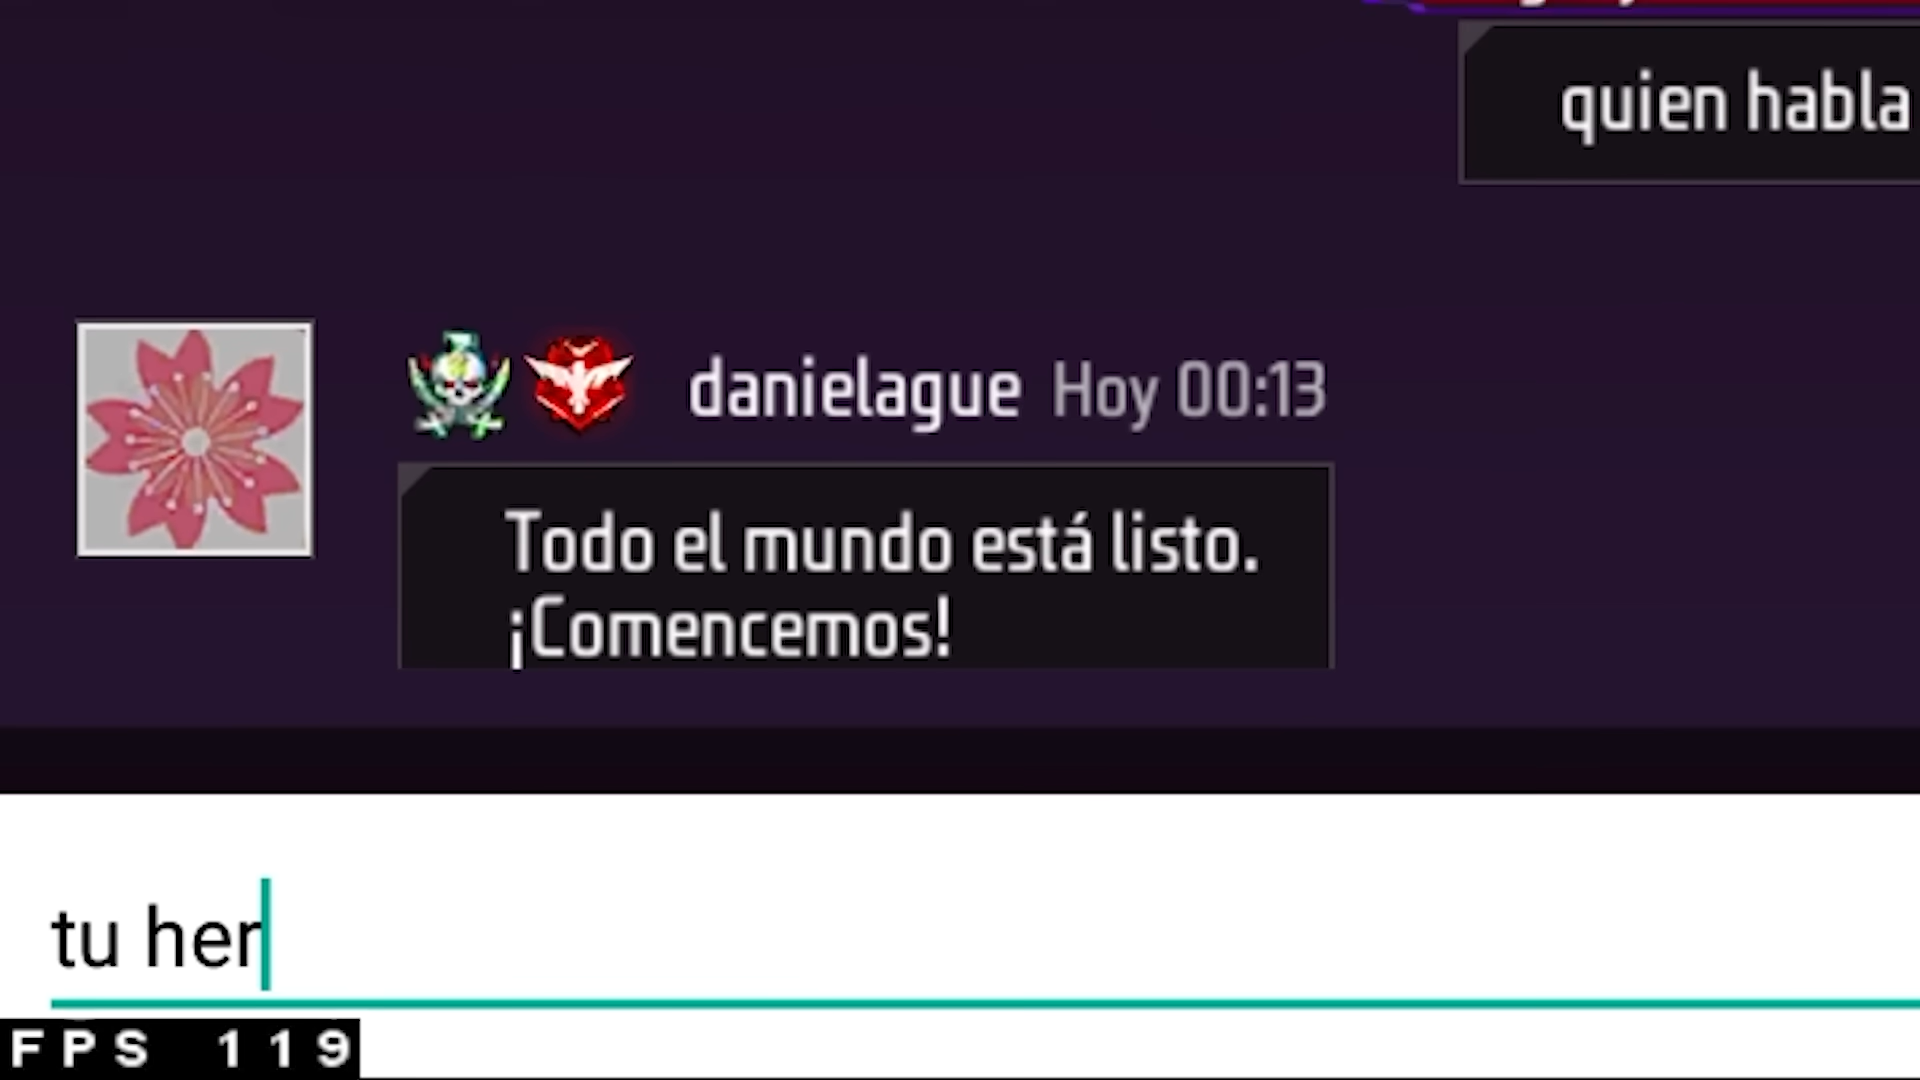 quien habla
danielague Hoy 00:13
Todo el mundo está listo.
¡Comencemos!
tu her
FPS 119